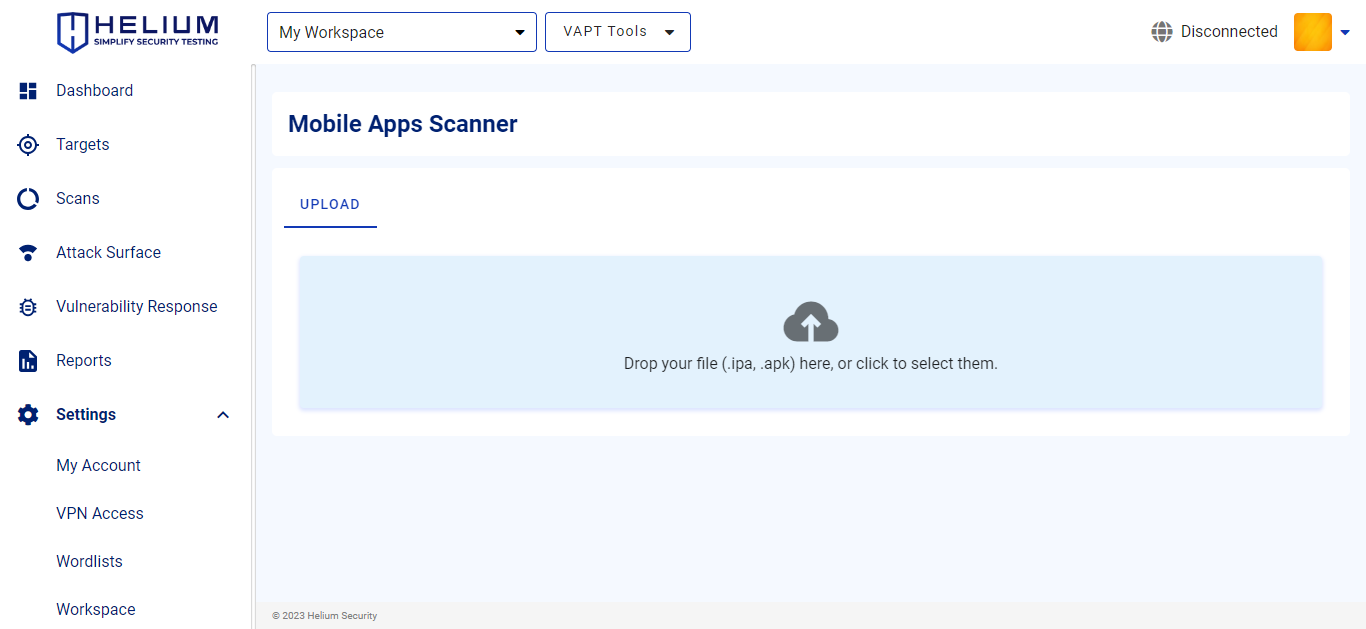 HELIUM
SIMPLIFY SECURITY TESTING
My Workspace
VAPT Tools
Disconnected
Dashboard
Targets
Scans
Attack Surface
Vulnerability Response
Reports
Settings
My Account
VPN Access
Wordlists
Workspace
Mobile Apps Scanner
UPLOAD
Drop your file (.ipa, .apk) here, or click to select them.
© 2023 Helium Security